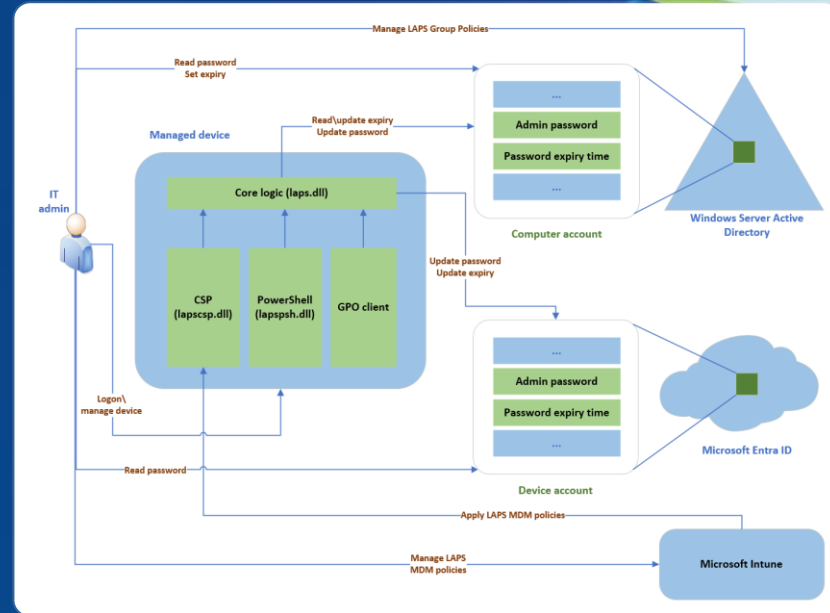 Manage LAPS Group Policies
Read password
Set expiry
...
Admin password
Password expiry time
...
Computer account
Windows Server Active
Directory
Managed device
Read\update expiry
Update password
Core logic (laps.dll)
IT
admin
CSP
(lapscsp.dll)
PowerShell
(lapspsh.dll)
GPO client
Update password
Update expiry
...
Admin password
Password expiry time
...
Device account
Microsoft Entra ID
Logon\
manage device
Read password
Apply LAPS MDM policies
Manage LAPS
MDM policies
Microsoft Intune